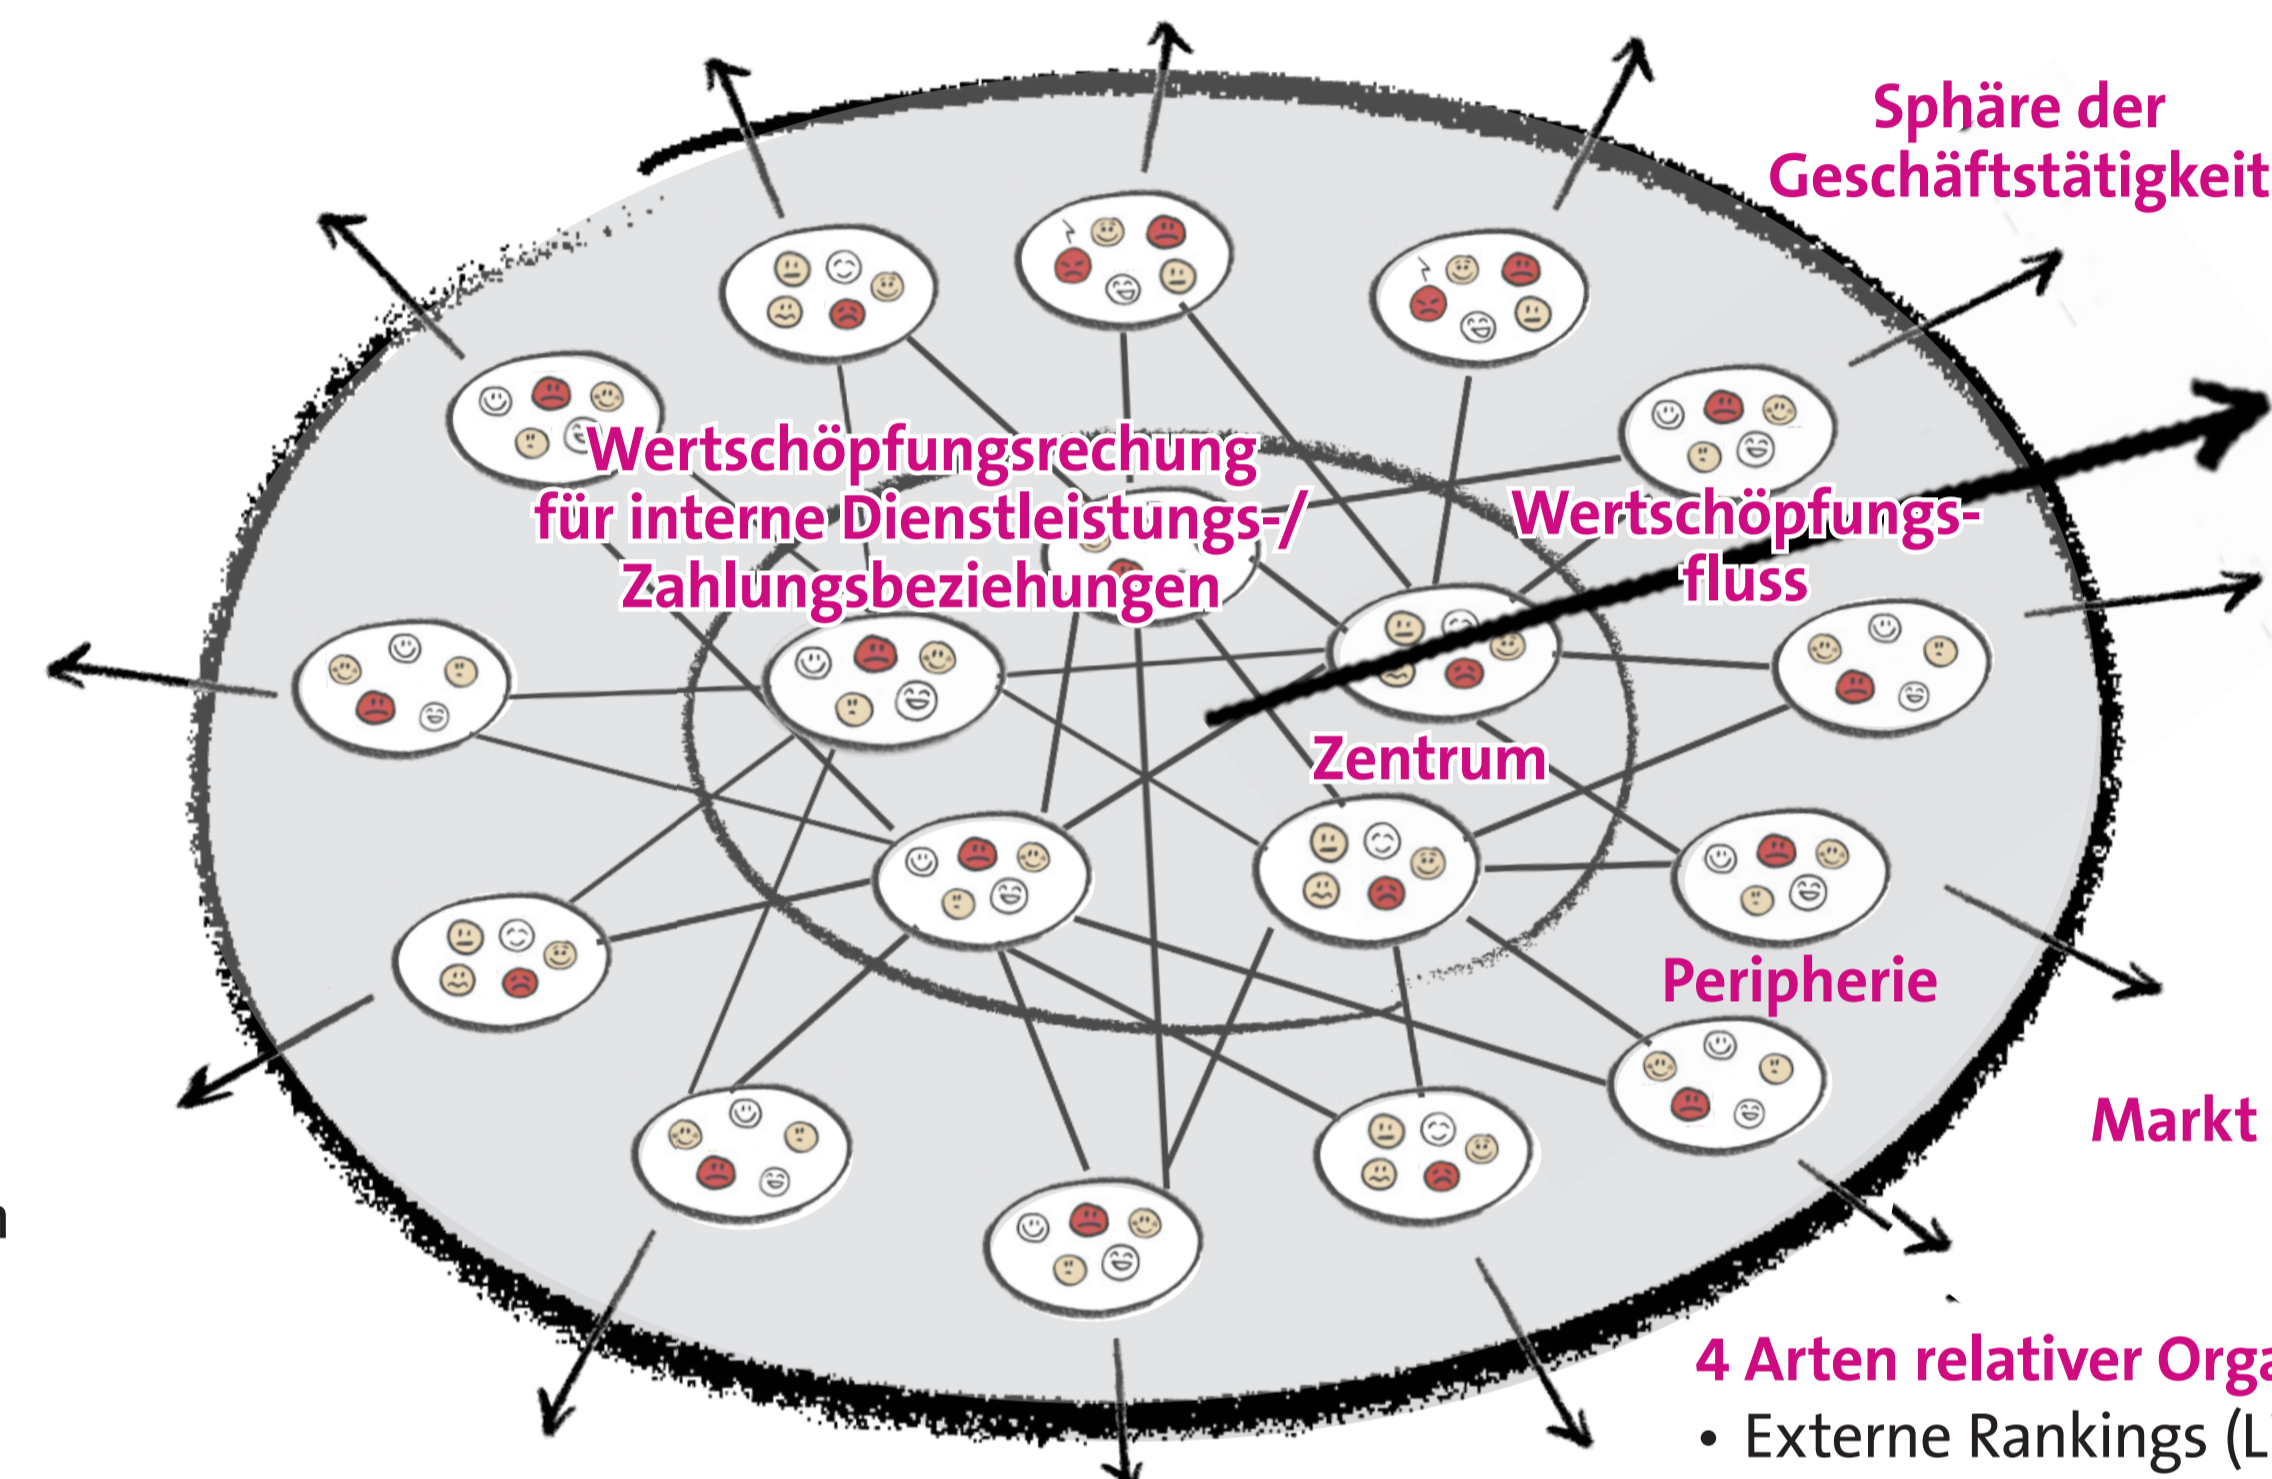 Sphäre der
Geschäftstätigkeit
Wertschöpfungsrechung
für interne Dienstleistungs-/
Zahlungsbeziehungen
Wertschöpfungs-
fluss
Zentrum
Peripherie
Markt
4 Arten relativer
• Externe Rankings